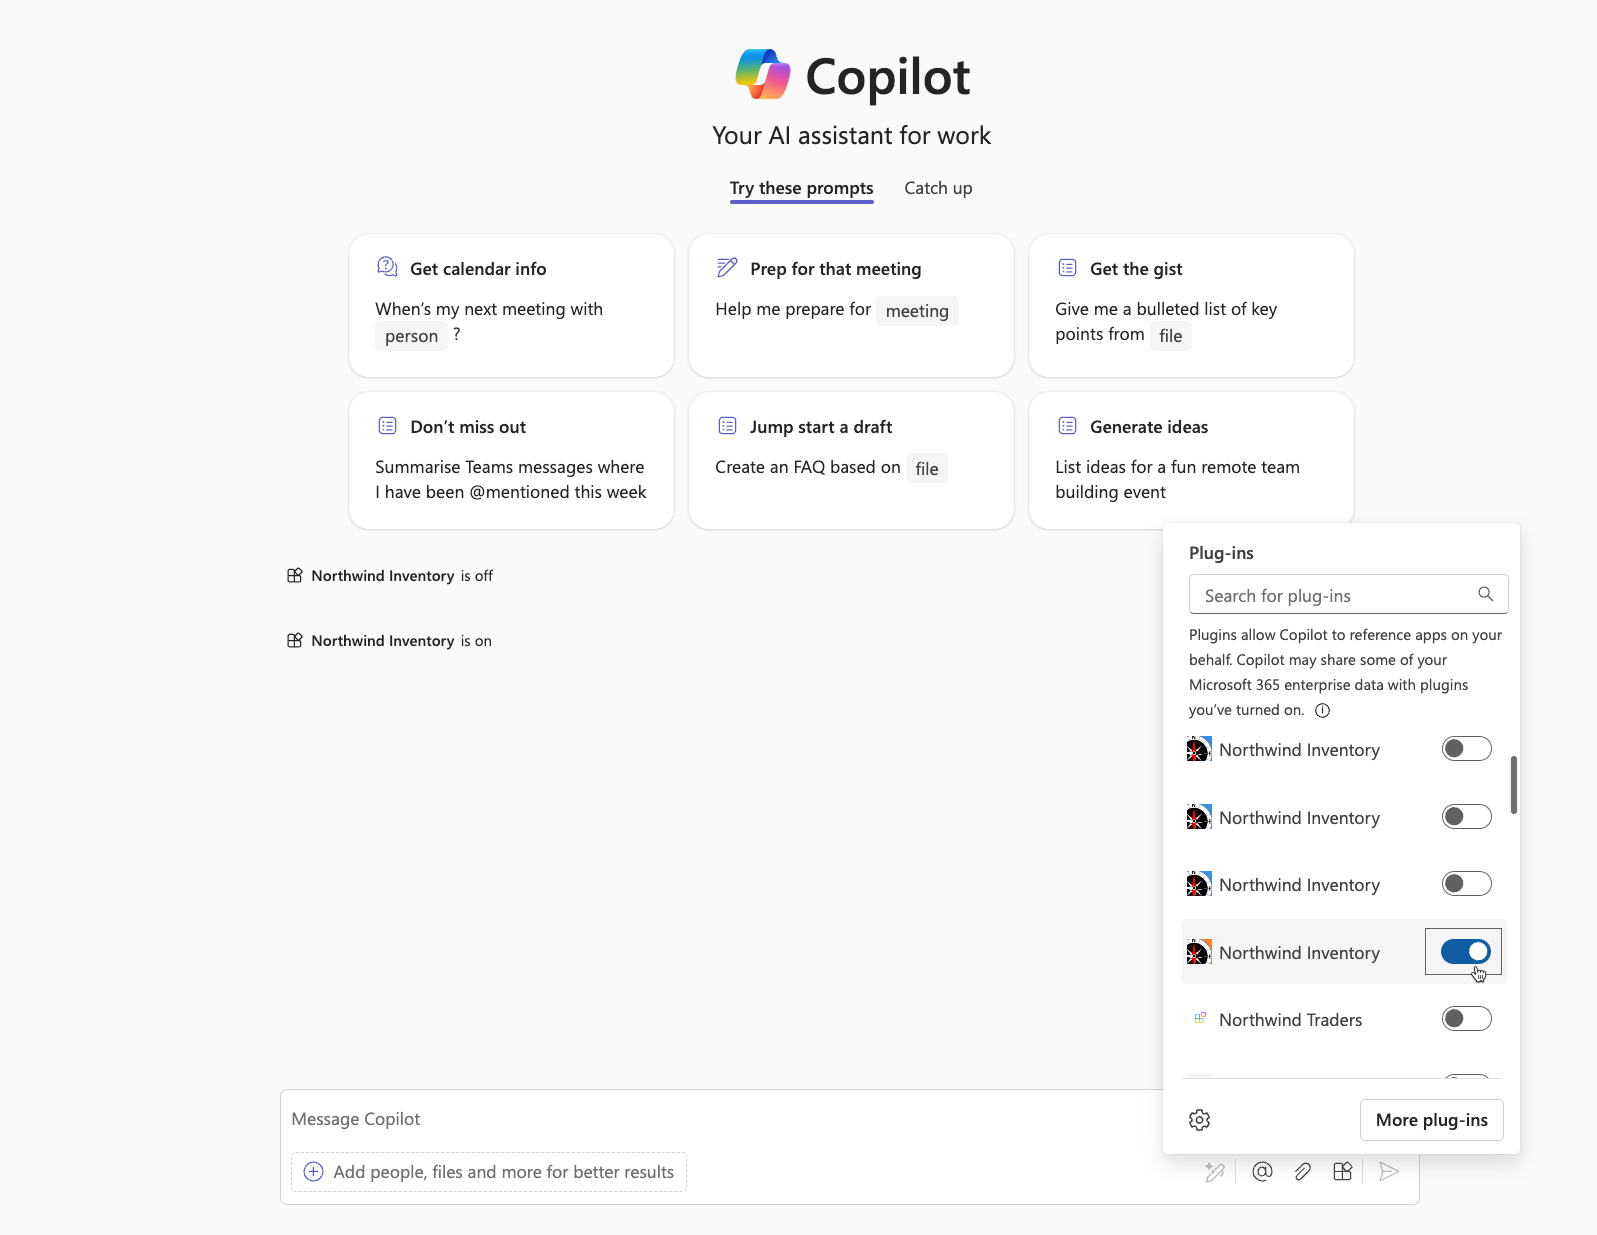 Copilot
Your AI assistant for work
Try these prompts
Catch up
Get calendar info
When's my next meeting with
person ?
Prep for that meeting
Help me prepare for meeting
Get the gist
Give me a bulleted list of key
points from file
Don't miss out
Summarise Teams messages where
I have been @mentioned this week
Jump start a draft
Create an FAQ based on file
Generate ideas
List ideas for a fun remote team
building event
Northwind Inventory is off
Northwind Inventory is on
Plug-ins
Search for plug-ins
Plugins allow Copilot to reference apps on your
behalf. Copilot may share some of your
Microsoft 365 enterprise data with plugins
you've turned on.
Northwind Inventory
Northwind Inventory
Northwind Inventory
Northwind Inventory
Northwind Traders
More plug-ins
Message Copilot
Add people, files and more for better results